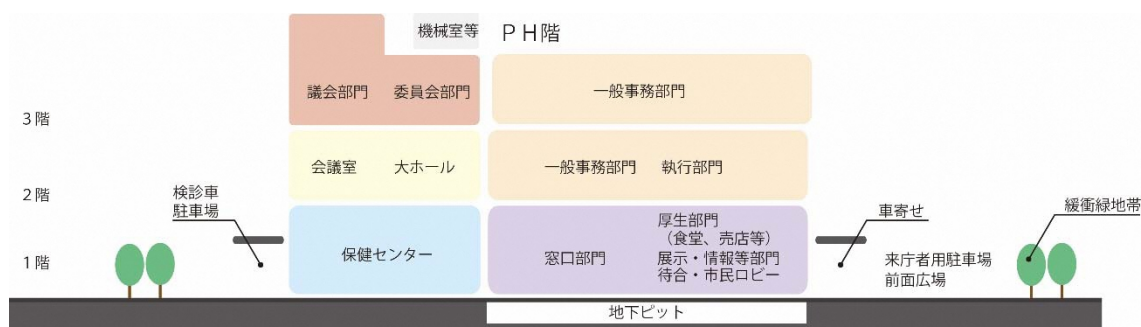 機械室等
PH階
議会部門
委員会部門
一般事務部門
3階
会議室
大ホール
一般事務部門
執行部門
2階
検診車
駐車場
保健センター
窓口部門
厚生部門
（食堂、売店等）
展示・情報等部門
待合・市民ロビー
車寄せ
緩衝緑地帯
1階
来庁者用駐車場
前面広場
地下ピット